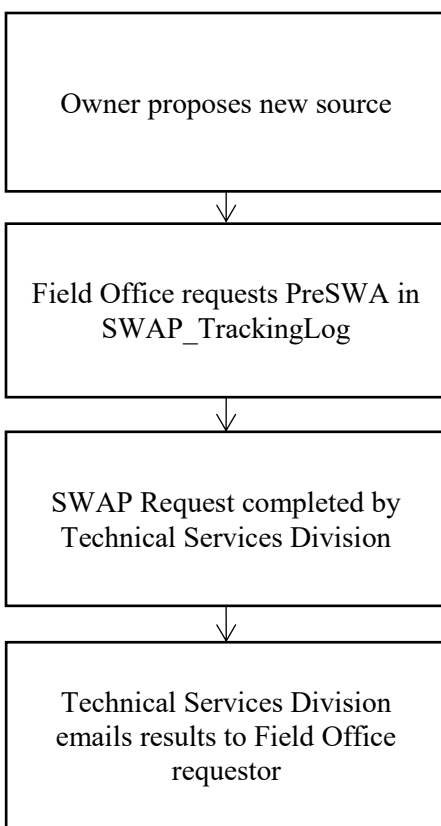 Owner proposes new source
Field Office requests PreSWA in
SWAP_TrackingLog
SWAP Request completed by
Technical Services Division
Technical Services Division
emails results to Field Office
requestor